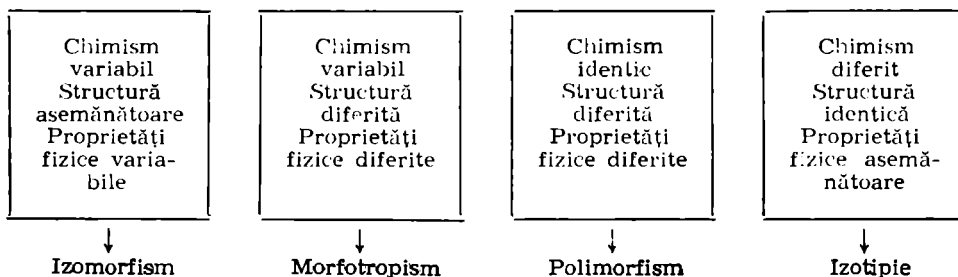 Chimism
variabil
Structură
asemănătoare
Proprietăți
fizice varia-
bile
Izomorfism
Chimism
variabil
Structură
diferită
Proprietăți
fizice diferite
Morfotropism
Chimism
identic
Structură
diferită
Proprietăți
fizice diferite
Polimorfism
Chimism
diferit
Structură
identică
Proprietăți
fizice asemă-
nătoare
Izotipie